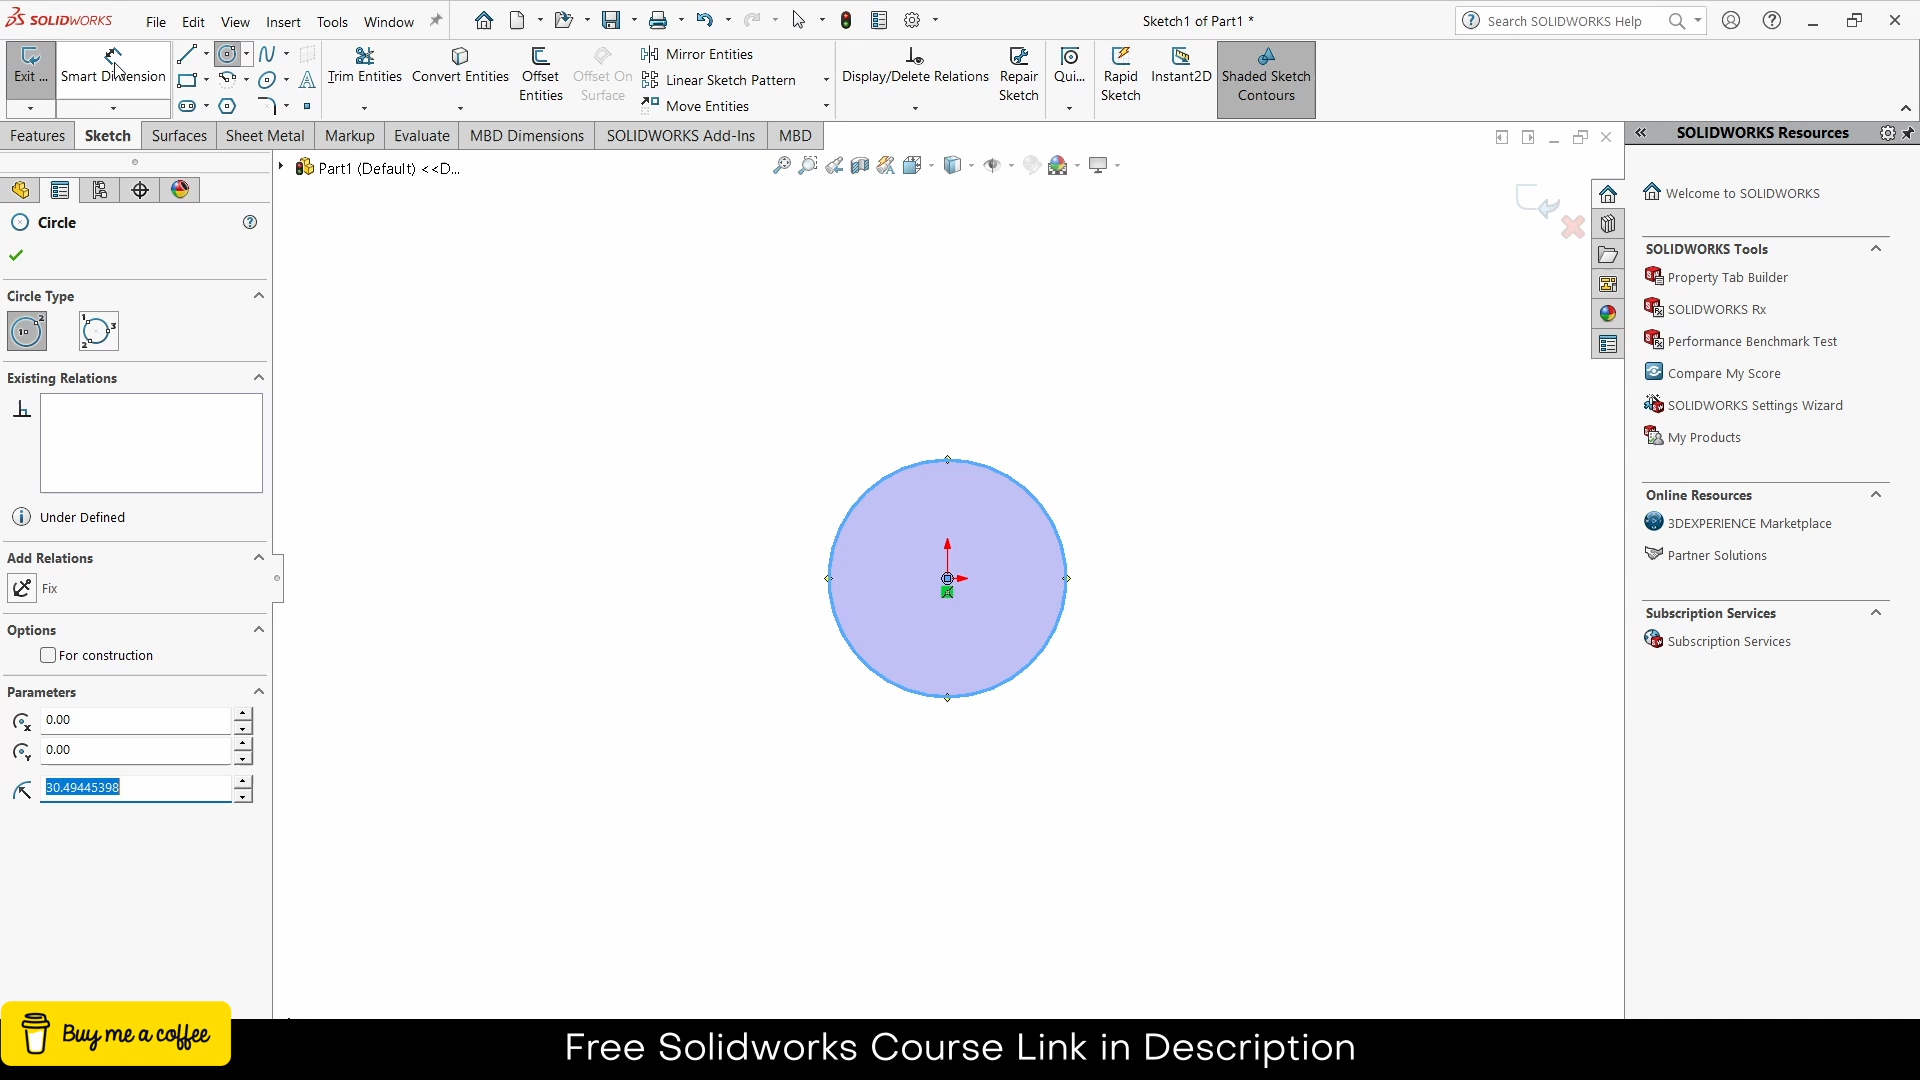 SOLIDWORKS
File Edit View Insert Tools Window
Sketch1 of Part1 *
Search SOLIDWORKS Help
Exit ...
Smart Dimension
Trim Entities
Convert Entities
Offset Entities
Offset On Surface
Mirror Entities
Linear Sketch Pattern
Move Entities
Display/Delete Relations
Repair Sketch
Qui...
Rapid Sketch
Instant2D
Shaded Sketch Contours
Features Sketch Surfaces Sheet Metal Markup Evaluate MBD Dimensions SOLIDWORKS Add-Ins MBD
SOLIDWORKS Resources
Part1 (Default) <<D...
Circle
Circle Type
Existing Relations
Under Defined
Add Relations
Fix
Options
For construction
Parameters
0.00
0.00
30.49445398
Welcome to SOLIDWORKS
SOLIDWORKS Tools
Property Tab Builder
SOLIDWORKS Rx
Performance Benchmark Test
Compare My Score
SOLIDWORKS Settings Wizard
My Products
Online Resources
3DEXPERIENCE Marketplace
Partner Solutions
Subscription Services
Subscription Services
Buy me a coffee
Free Solidworks Course Link in Description